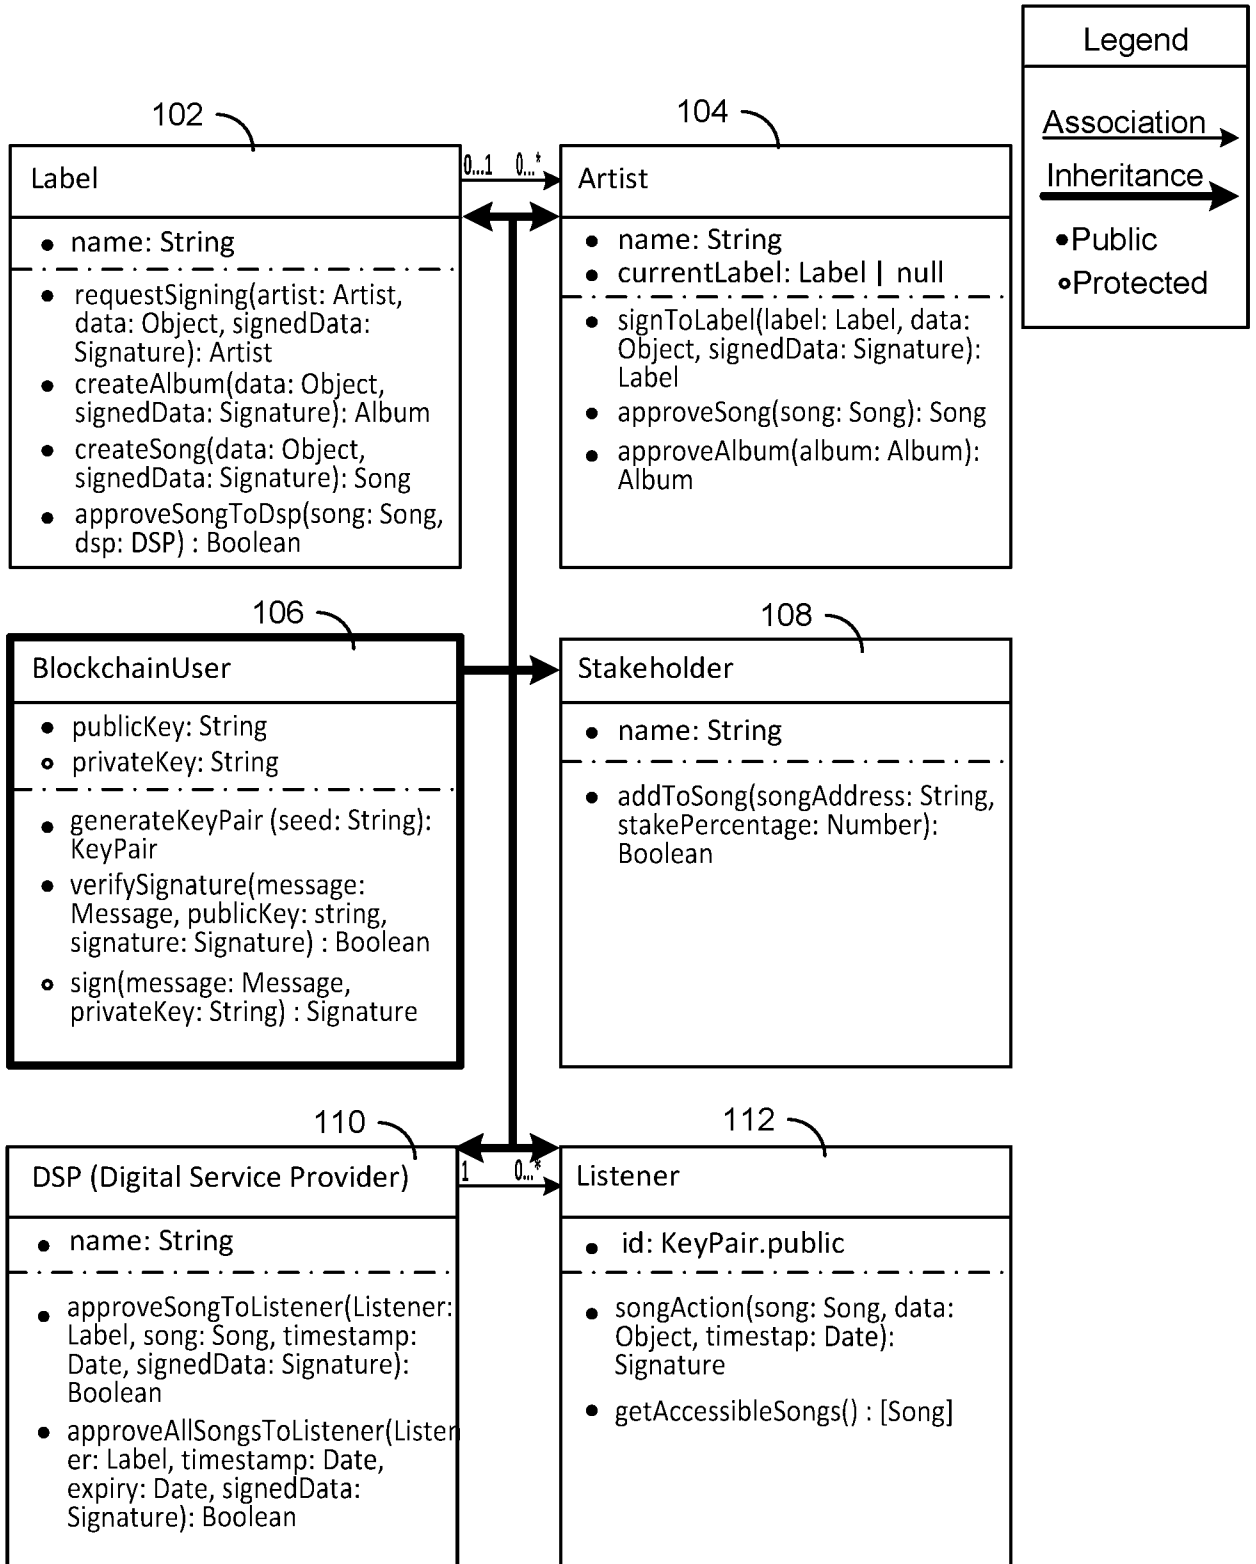 Legend
Association
Inheritance
•Public
∘Protected
102
Label
0...1 0...*
• name: String
• requestSigning(artist: Artist,
data: Object, signedData:
Signature): Artist
• createAlbum(data: Object,
signedData: Signature): Album
• createSong(data: Object,
signedData: Signature): Song
• approveSongToDsp(song: Song,
dsp: DSP) : Boolean
104
Artist
• name: String
• currentLabel: Label | null
• signToLabel(label: Label, data:
Object, signedData: Signature):
Label
• approveSong(song: Song): Song
• approveAlbum(album: Album):
Album
106
BlockchainUser
• publicKey: String
∘ privateKey: String
• generateKeyPair (seed: String):
KeyPair
• verifySignature(message:
Message, publicKey: string,
signature: Signature) : Boolean
∘ sign(message: Message,
privateKey: String) : Signature
108
Stakeholder
• name: String
• addToSong(songAddress: String,
stakePercentage: Number):
Boolean
110
DSP (Digital Service Provider)
1 0...*
• name: String
• approveSongToListener(Listener:
Label, song: Song, timestamp:
Date, signedData: Signature):
Boolean
• approveAllSongsToListener(Listen
er: Label, timestamp: Date,
expiry: Date, signedData:
Signature): Boolean
112
Listener
• id: KeyPair.public
• songAction(song: Song, data:
Object, timestap: Date):
Signature
• getAccessibleSongs() : [Song]